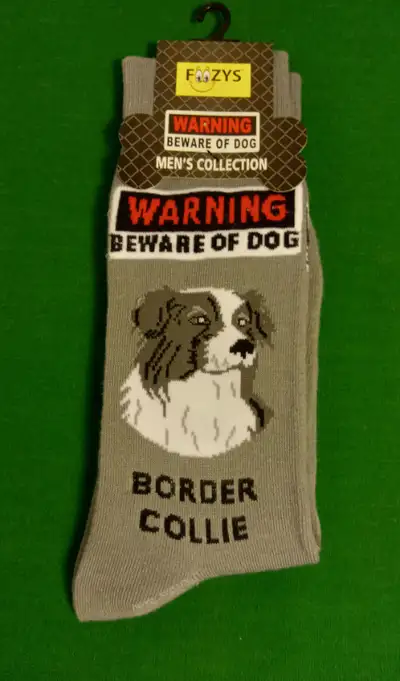 FOOZYS
WARNING
BEWARE OF DOG
MEN'S COLLECTION
WARNING
BEWARE OF DOG
BORDER
COLLIE